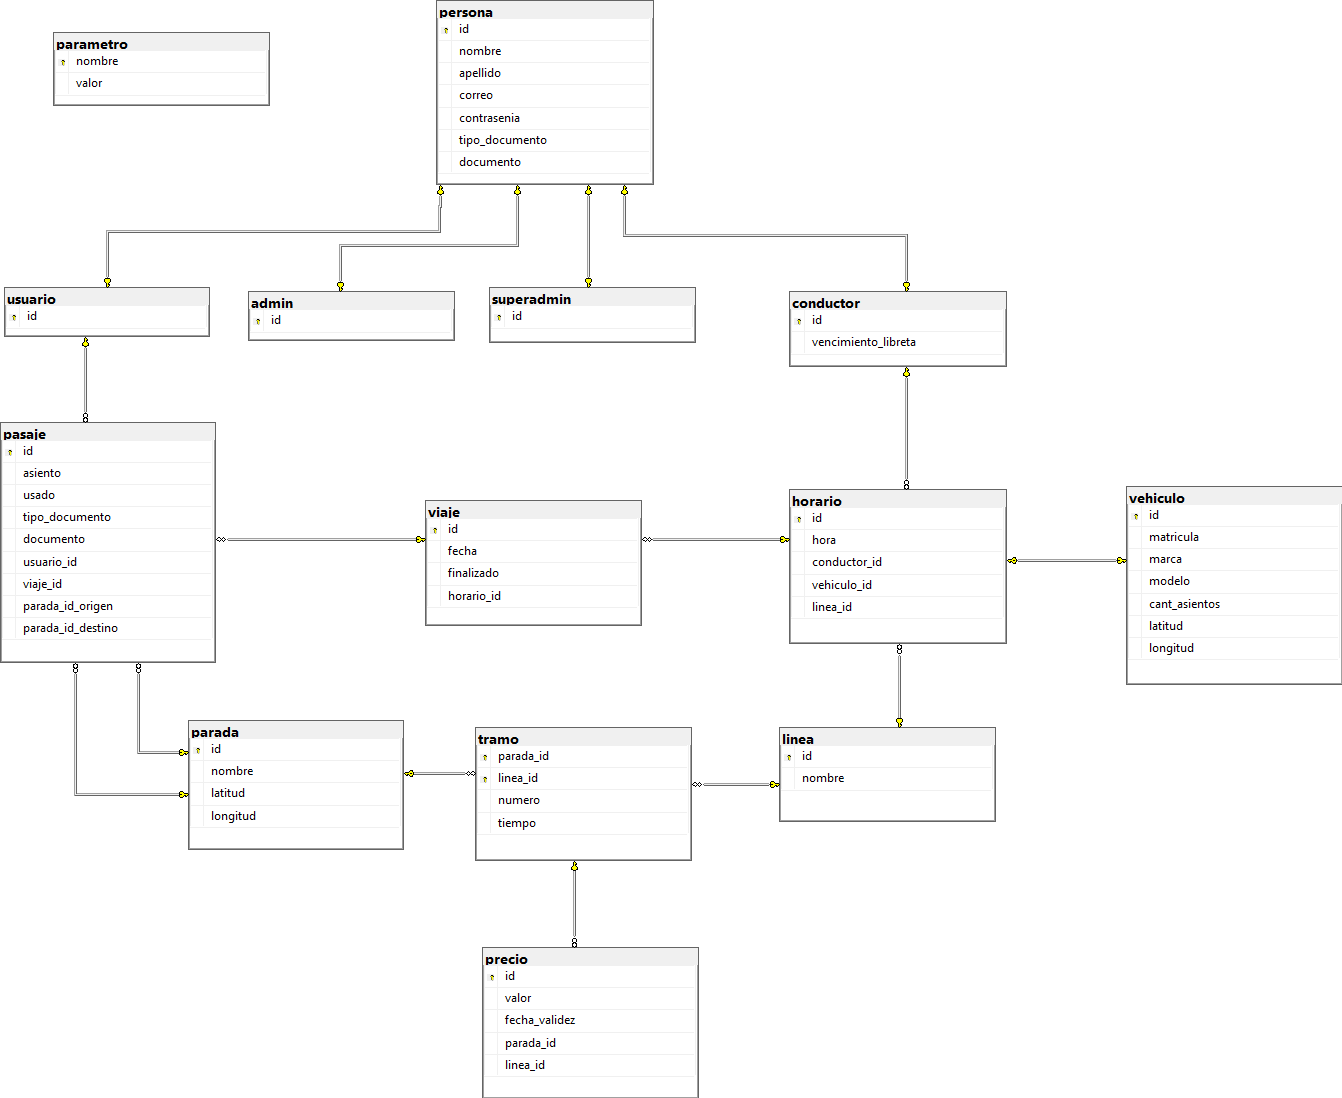 persona
id
nombre
apellido
correo
contrasenia
tipo_documento
documento
parametro
nombre
valor
usuario
id
admin
id
superadmin
id
conductor
id
vencimiento_libreta
pasaje
id
asiento
usado
tipo_documento
documento
usuario_id
viaje_id
parada_id_origen
parada_id_destino
viaje
id
fecha
finalizado
horario_id
horario
id
hora
conductor_id
vehiculo_id
linea_id
vehiculo
id
matricula
marca
modelo
cant_asientos
latitud
longitud
parada
id
nombre
latitud
longitud
tramo
parada_id
linea_id
numero
tiempo
linea
id
nombre
precio
id
valor
fecha_validez
parada_id
linea_id